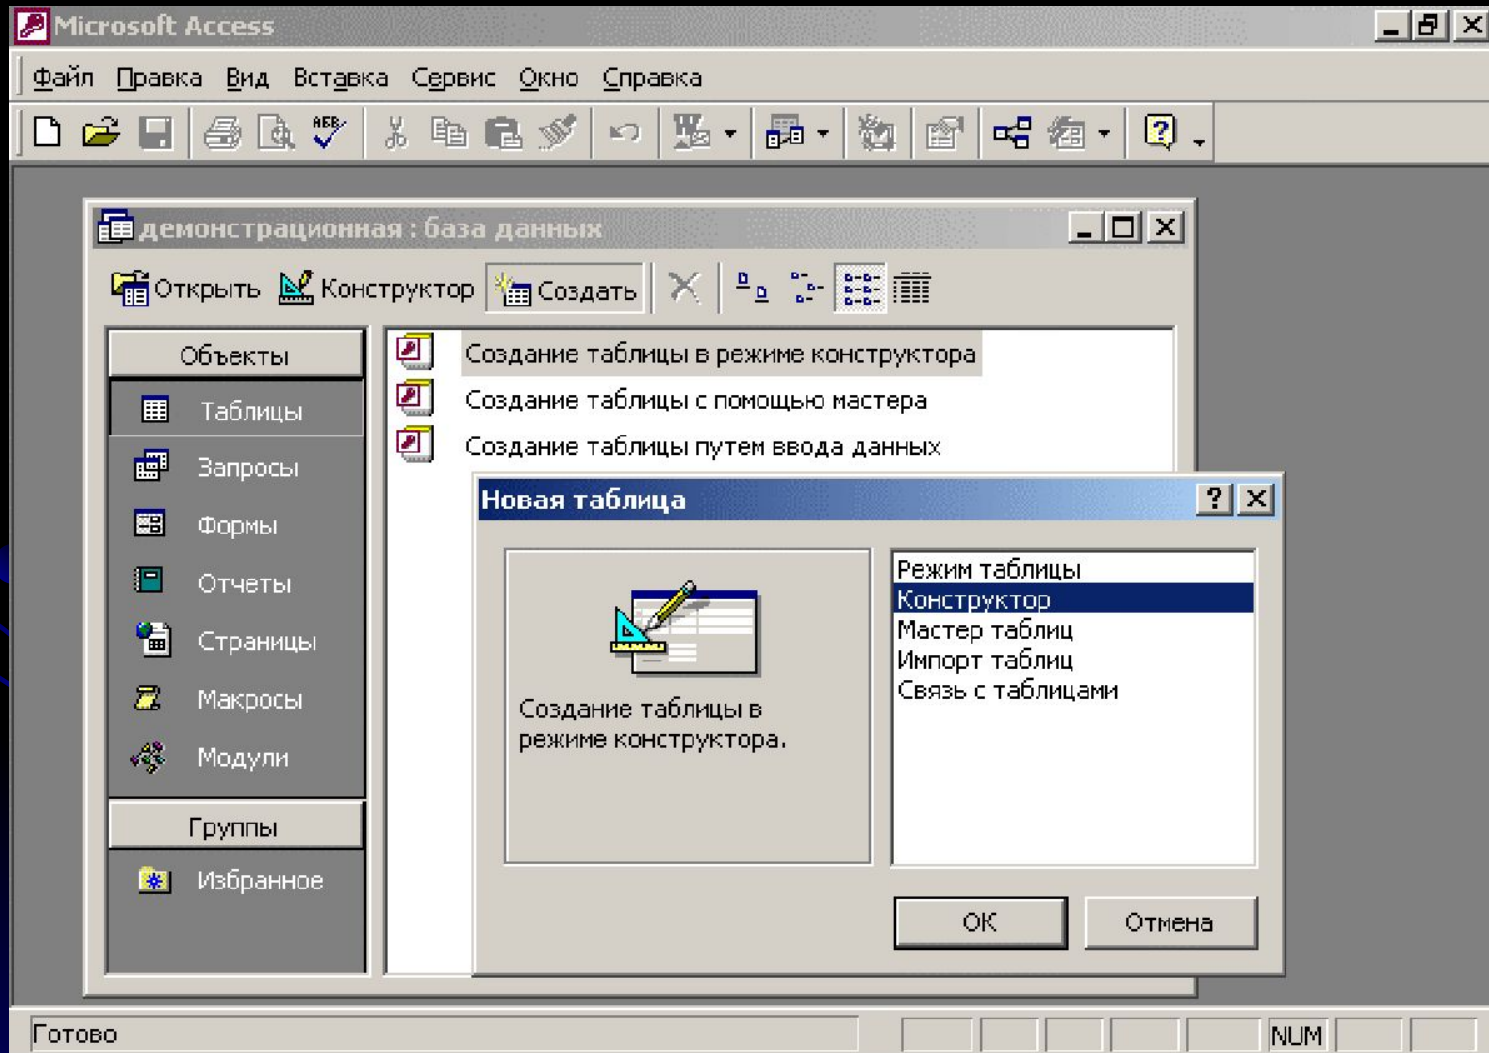 Microsoft Access
Файл Правка Вид Вставка Сервис Окно Справка
АБВ
демонстрационная : база данных
Открыть Конструктор Создать
Объекты
Таблицы
Запросы
Формы
Отчеты
Страницы
Макросы
Модули
Группы
Избранное
Создание таблицы в режиме конструктора
Создание таблицы с помощью мастера
Создание таблицы путем ввода данных
Новая таблица
Создание таблицы в
режиме конструктора.
Режим таблицы
Конструктор
Мастер таблиц
Импорт таблиц
Связь с таблицами
ОК Отмена
Готово NUM